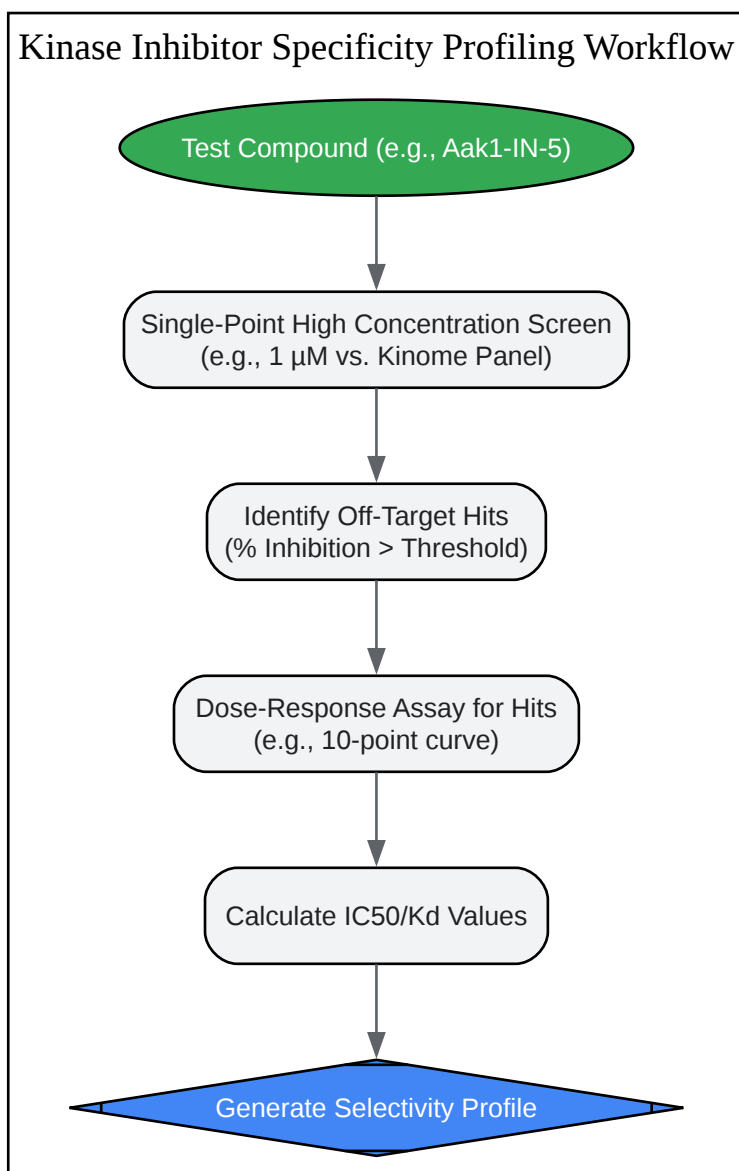 Kinase Inhibitor Specificity Profiling Workflow
Test Compound (e.g., Aak1-IN-5)
Single-Point High Concentration Screen
(e.g., 1 µM vs. Kinome Panel)
Identify Off-Target Hits
(% Inhibition > Threshold)
Dose-Response Assay for Hits
(e.g., 10-point curve)
Calculate IC50/Kd Values
Generate Selectivity Profile